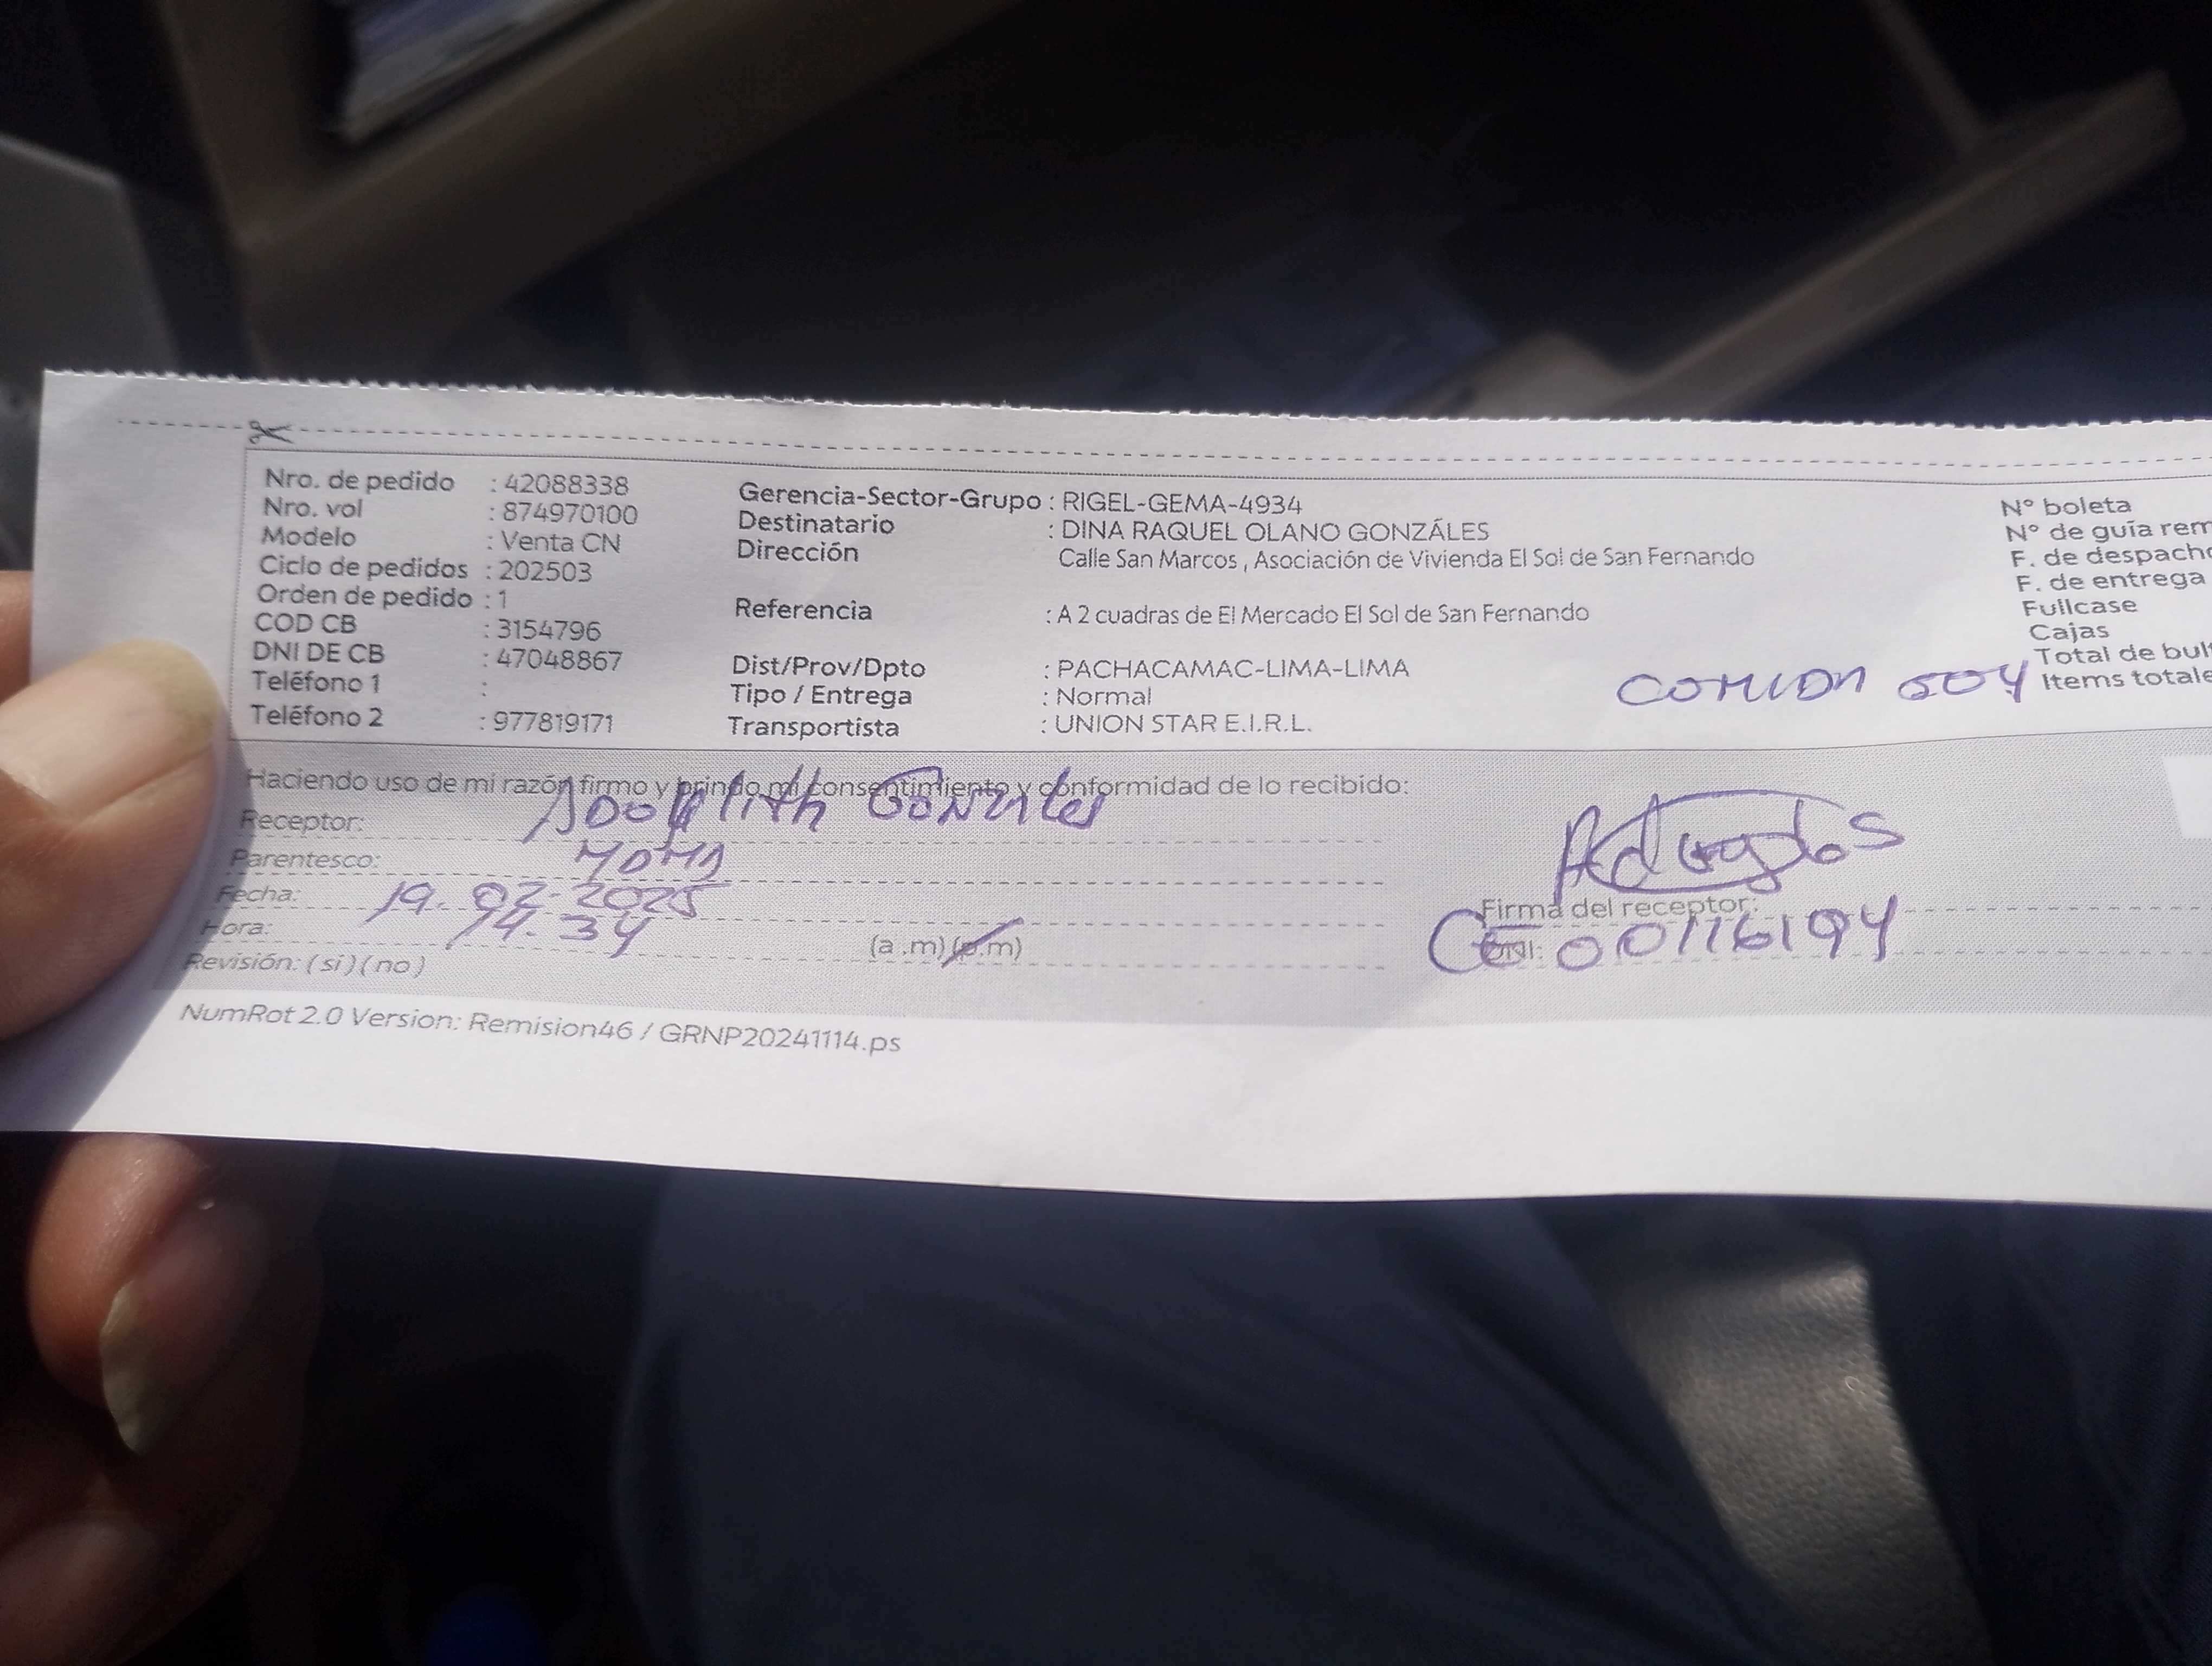 Nro. de pedido : 42088338
Nro. vol : 874970100
Modelo : Venta CN
Ciclo de pedidos : 202503
Orden de pedido : 1
COD CB : 3154796
DNI DE CB : 47048867
Teléfono 1 :
Teléfono 2 : 977819171
Gerencia-Sector-Grupo : RIGEL-GEMA-4934
Destinatario : DINA RAQUEL OLANO GONZÁLES
Dirección Calle San Marcos , Asociación de Vivienda El Sol de San Fernando
Referencia : A 2 cuadras de El Mercado El Sol de San Fernando
Dist/Prov/Dpto : PACHACAMAC-LIMA-LIMA
Tipo / Entrega : Normal
Transportista : UNION STAR E.I.R.L.
N° boleta
N° de guía rem
F. de despacho
F. de entrega
Fullcase
Cajas
Total de bult
Items totale
Haciendo uso de mi razón firmo y brindo mi consentimiento y conformidad de lo recibido:
Receptor:
Parentesco:
Fecha: 19-02-2025
Hora: 14.34 (a .m) (p.m)
Revisión: ( si ) ( no )
Firma del receptor:
DNI: CE 00116194
NumRot 2.0 Version: Remision46 / GRNP20241114.ps